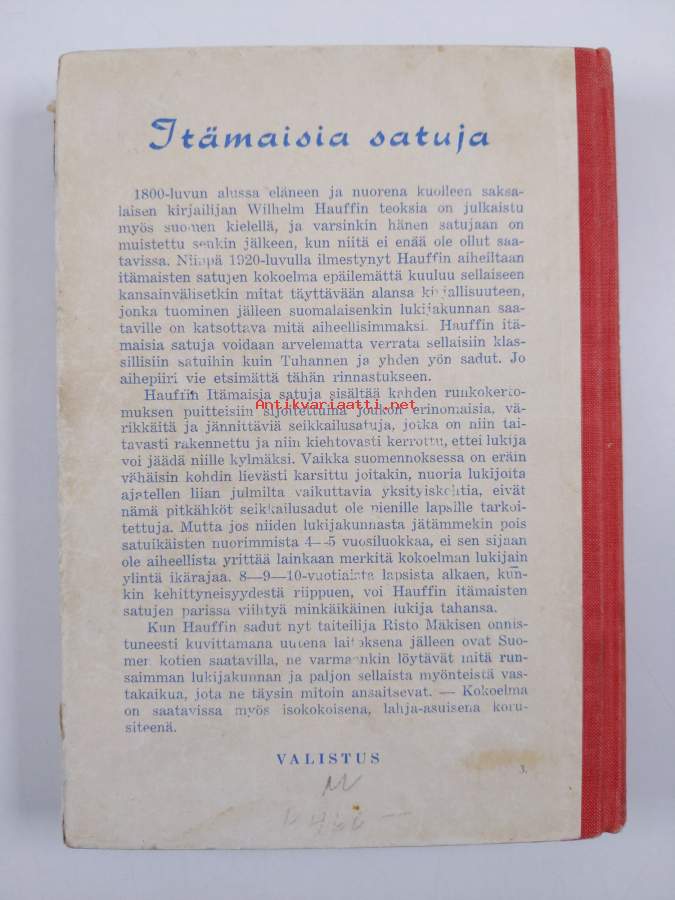 Itämaisia satuja
1800-luvun alussa eläneen ja nuorena kuolleen saksa-
laisen kirjailijan Wilhelm Hauffin teoksia on julkaistu
myös suomen kielellä, ja varsinkin hänen satujaan on
muistettu senkin jälkeen, kun niitä ei enää ole ollut saa-
tavissa. Niinpä 1920-luvulla ilmestynyt Hauffin aiheiltaan
itämaisten satujen kokoelma epäilemättä kuuluu sellaiseen
kansainvälisetkin mitat täyttävään alansa kirjallisuuteen,
jonka tuominen jälleen suomalaisenkin lukijakunnan saa-
taville on katsottava mitä aiheellisimmaksi. Hauffin itä-
maisia satuja voidaan arvelematta verrata sellaisiin klas-
sillisiin satuihin kuin Tuhannen ja yhden yön sadut. Jo
aihepiiri vie etsimättä tähän rinnastukseen.
Hauffin Itämaisia satuja sisältää kahden runkokerto-
muksen puitteisiin sijoitettuina joukon erinomaisia, vä-
Antikvariaatti.net
rikkäitä ja jännittäviä seikkailusatuja, jotka on niin tai-
tavasti rakennettu ja niin kiehtovasti kerrottu, ettei lukija
voi jäädä niille kylmäksi. Vaikka suomennoksessa on eräin
vähäisin kohdin lievästi karsittu joitakin, nuoria lukijoita
ajatellen liian julmilta vaikuttavia yksityiskohtia, eivät
nämä pitkähköt seikkailusadut ole pienille lapsille tarkoi-
tettuja. Mutta jos niiden lukijakunnasta jätämmekin pois
satuikäisten nuorimmista 4—5 vuosiluokkaa, ei sen sijaan
ole aiheellista yrittää lainkaan merkitä kokoelman lukijain
ylintä ikärajaa. 8—9—10-vuotiaista lapsista alkaen, kun-
kin kehittyneisyydestä riippuen, voi Hauffin itämaisten
satujen parissa viihtyä minkäikäinen lukija tahansa.
Kun Hauffin sadut nyt taiteilija Risto Mäkisen onnis-
tuneesti kuvittamana uutena laitoksena jälleen ovat Suo-
men kotien saatavilla, ne varmaankin löytävät mitä run-
saimman lukijakunnan ja paljon sellaista myönteistä vas-
takaikua, jota ne täysin mitoin ansaitsevat. — Kokoelma
on saatavissa myös isokokoisena, lahja-asuisena koru-
siteenä.
VALISTUS
3.